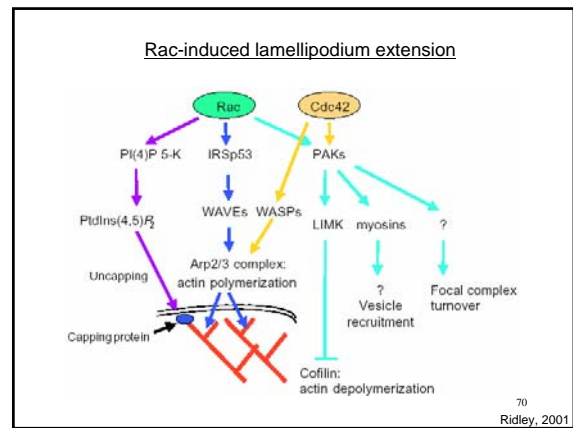 Rac-induced lamellipodium extension
Rac
Cdc42
PI(4)P 5-K
IRSp53
PAKs
PtdIns(4,5)P2
WAVEs
WASPs
LIMK
myosins
?
Uncapping
Arp2/3 complex:
actin polymerization
?
Vesicle
recruitment
Focal complex
turnover
Capping protein
Cofilin:
actin depolymerization
70
Ridley, 2001